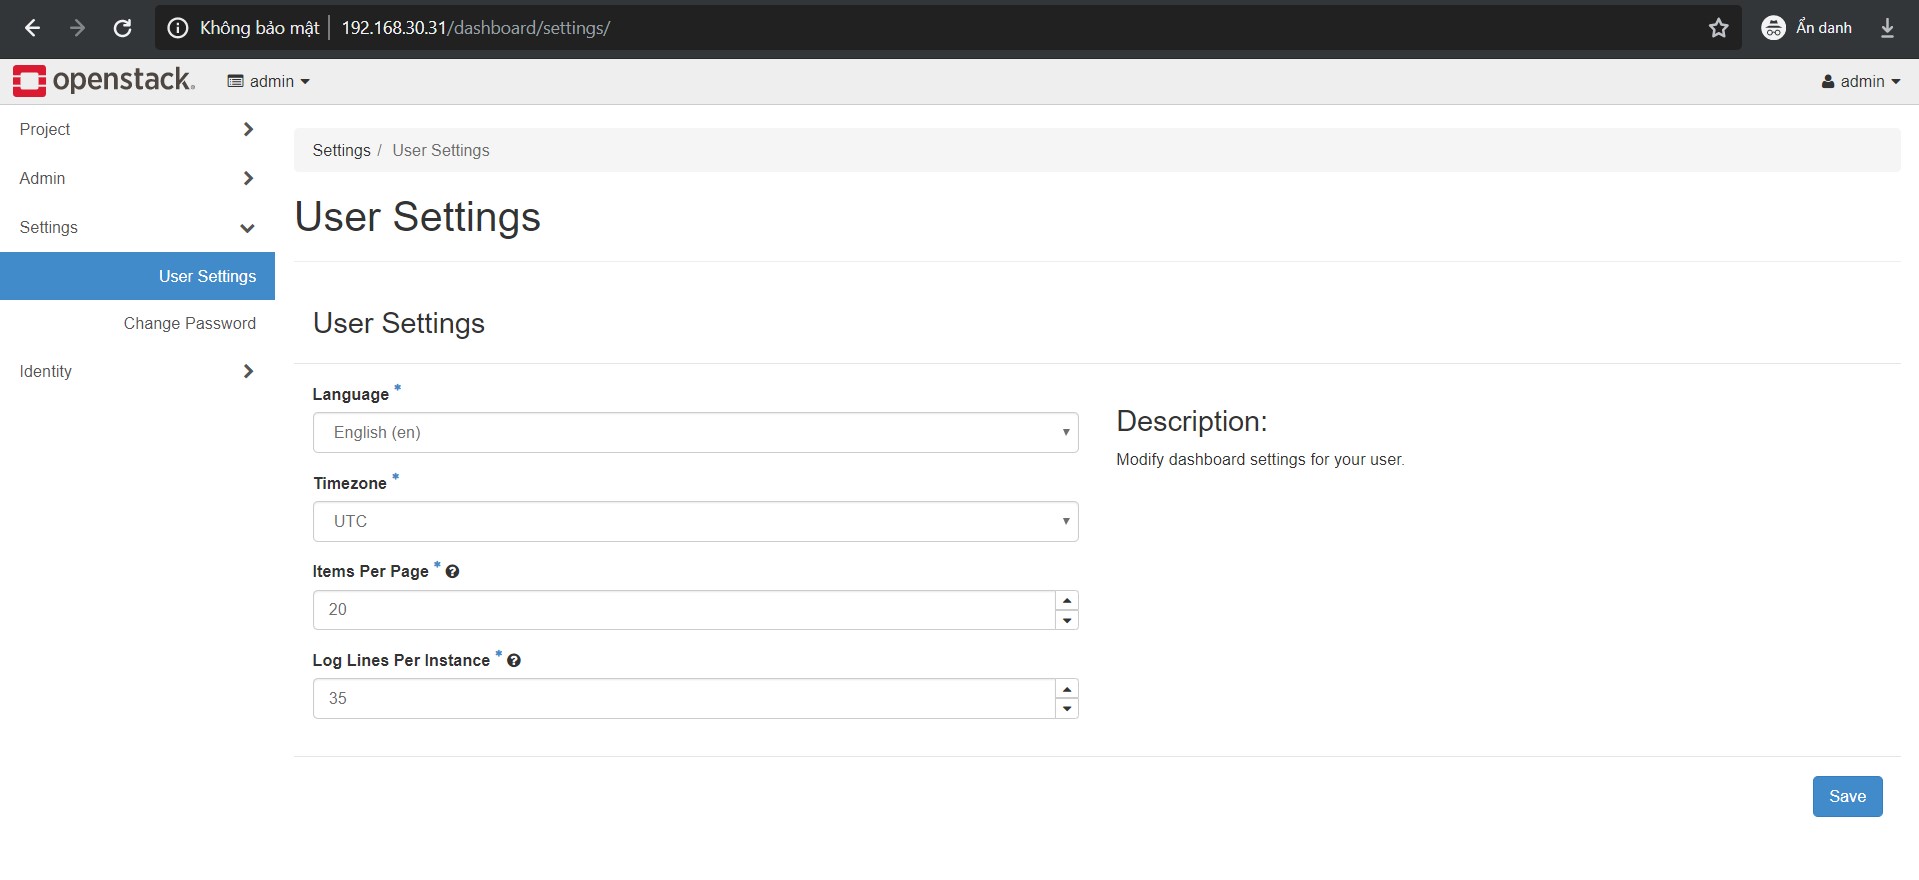 Không bảo mật 192.168.30.31/dashboard/settings/ Ẩn danh
openstack. admin admin
Project
Admin
Settings
User Settings
Change Password
Identity
Settings / User Settings
User Settings
User Settings
Language *
English (en)
Timezone *
UTC
Items Per Page *
20
Log Lines Per Instance *
35
Description:
Modify dashboard settings for your user.
Save